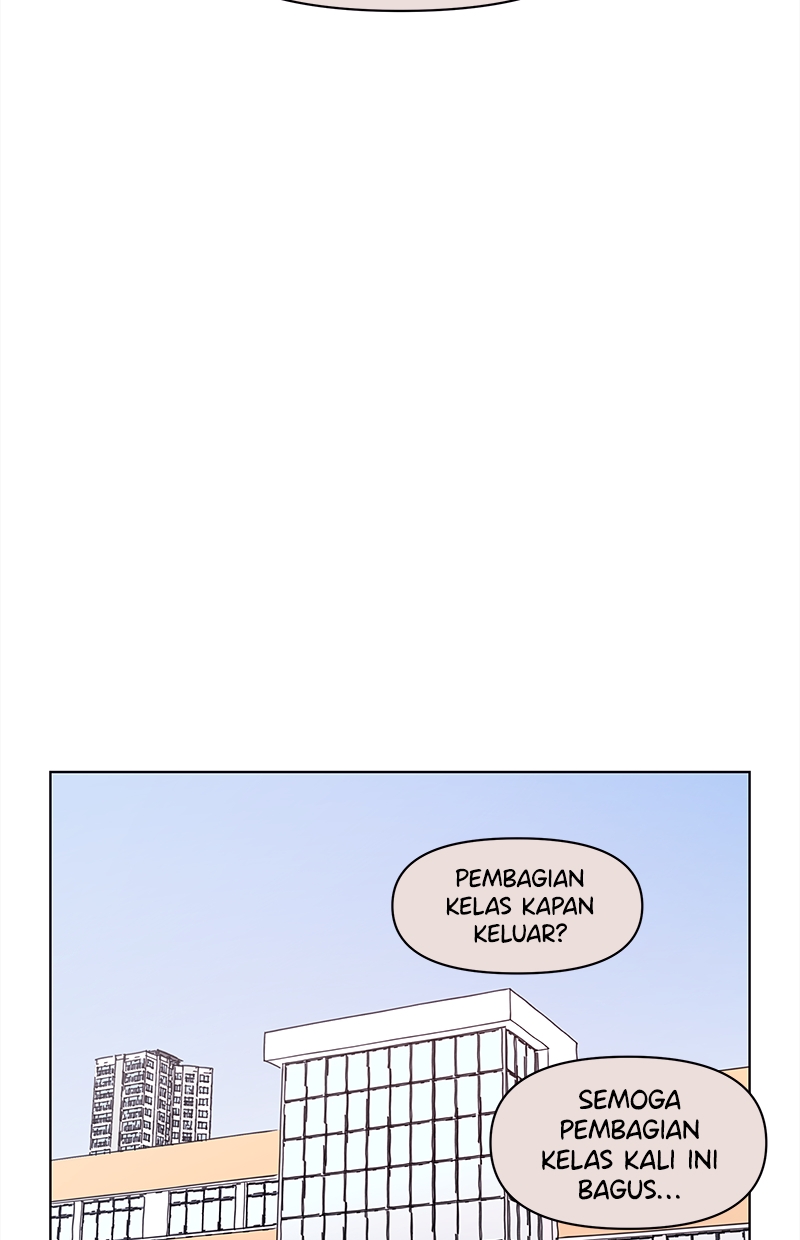 PEMBAGIAN
KELAS KAPAN
KELUAR?
SEMOGA
PEMBAGIAN
KELAS KALI INI
BAGUS...